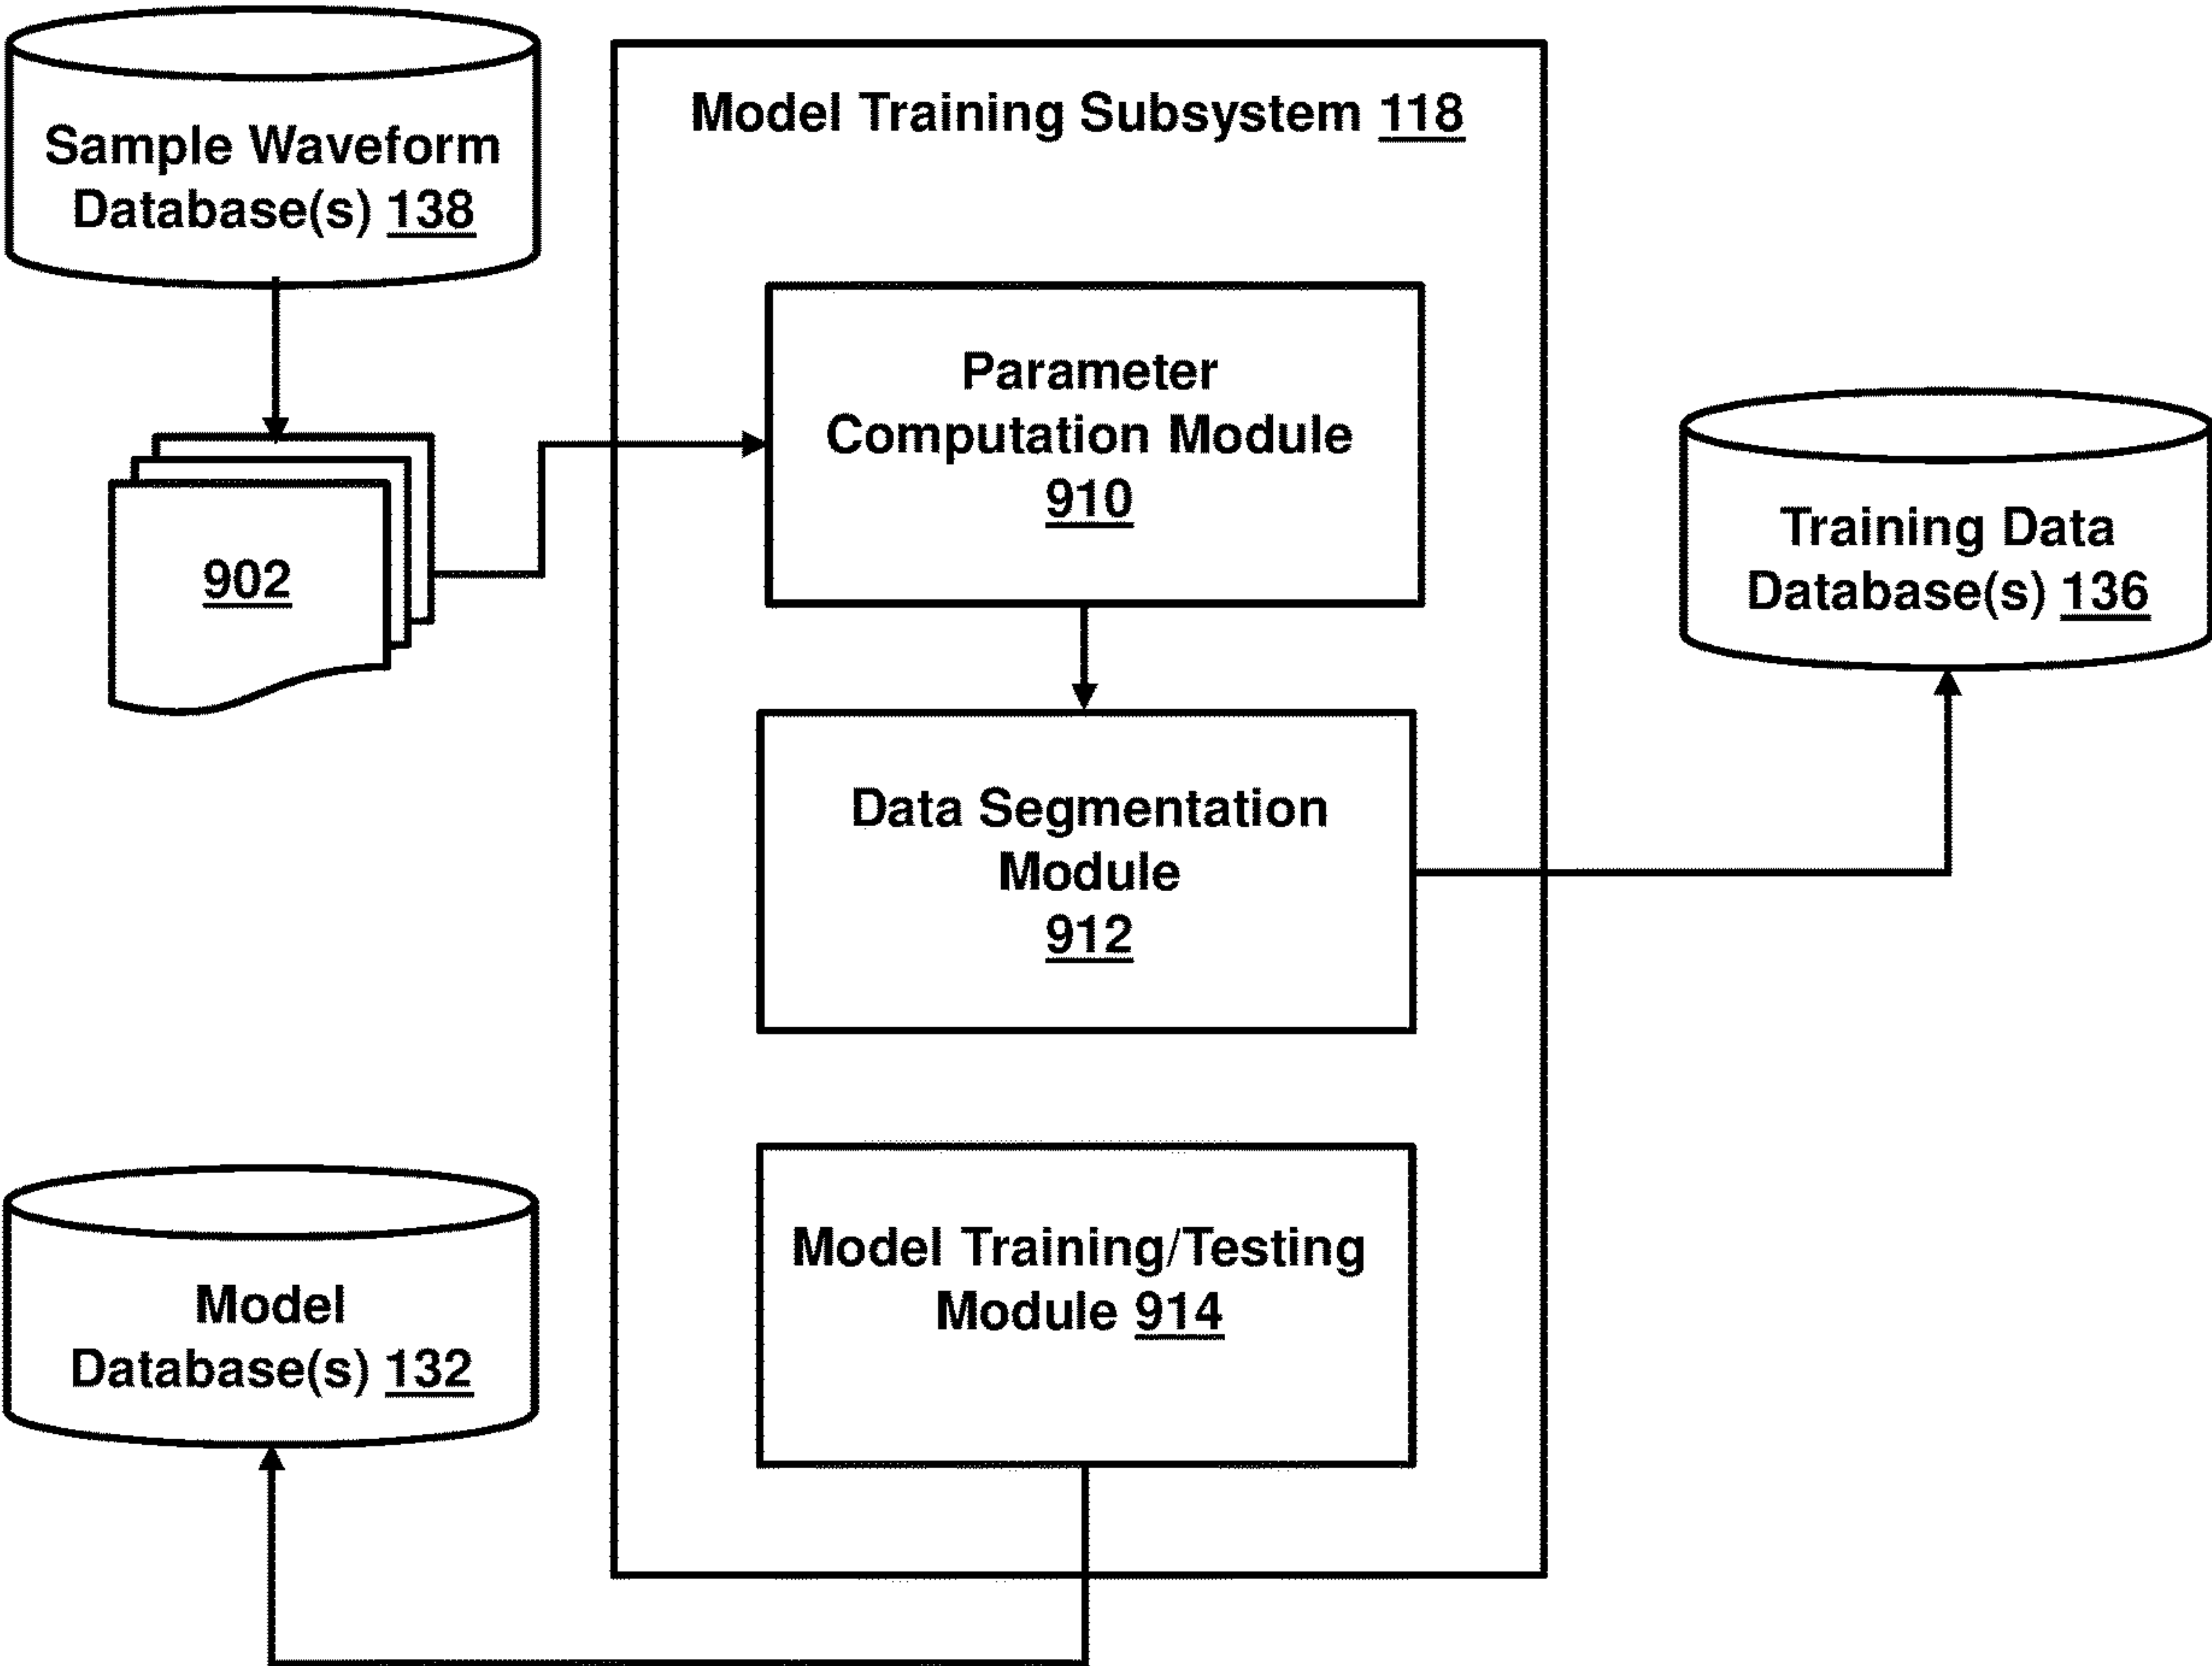 Sample Waveform
Database(s) 138
Model Training Subsystem 118
Parameter
Computation Module
910
902
Training Data
Database(s) 136
Data Segmentation
Module
912
Model Training/Testing
Module 914
Model
Database(s) 132